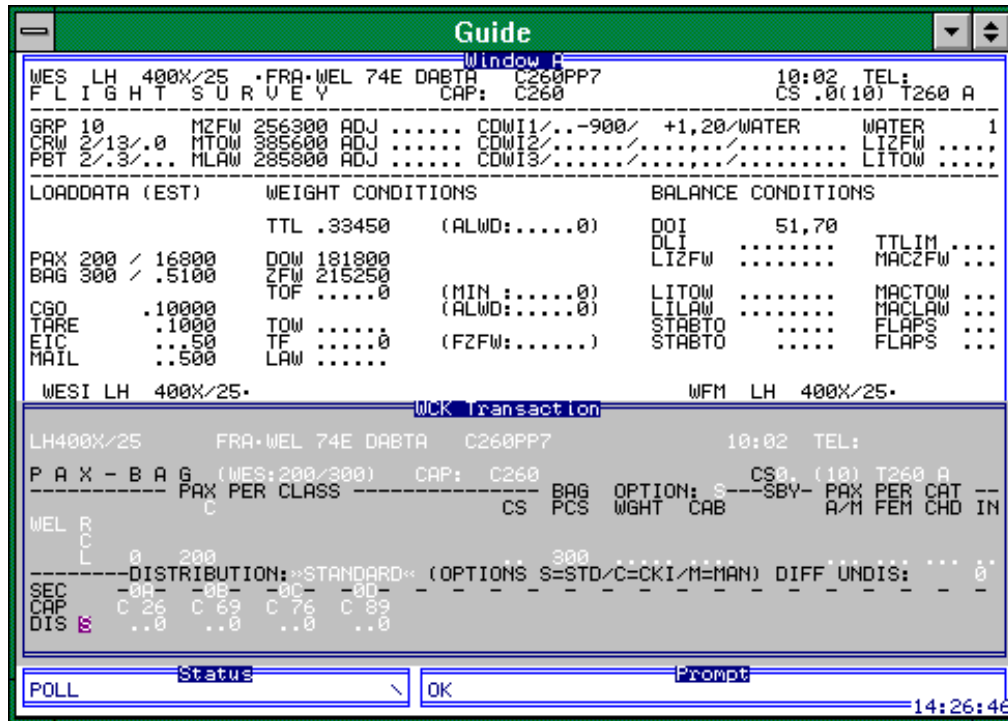 Guide
Window A
WES LH 400X/25 ·FRA·WEL 74E DABTA C260PP7 10:02 TEL:
F L I G H T S U R V E Y CAP: C260 CS .0(10) T260 A
GRP 10 MZFW 256300 ADJ ...... CDWI1/..-900/ +1,20/WATER WATER 1
CRW 2/13/.0 MTOW 385600 ADJ ...... CDWI2/....../....,../......... LIZFW ....,
PBT 2/.3/... MLAW 285800 ADJ ...... CDWI3/....../....,../......... LITOW ....,
LOADDATA (EST) WEIGHT CONDITIONS BALANCE CONDITIONS
TTL .33450 (ALWD:.....0) DOI 51,70
DLI ........ TTLIM ....
PAX 200 / 16800 DOW 181800 LIZFW ........ MACZFW ...
BAG 300 / .5100 ZFW 215250
TOF .....0 (MIN :.....0) LITOW ........ MACTOW ...
CGO .10000 (ALWD:.....0) LILAW ........ MACLAW ...
TARE .1000 TOW ...... STABTO ..... FLAPS ...
EIC ...50 TF .....0 (FZFW:......) STABTO ..... FLAPS ...
MAIL ..500 LAW ......
WESI LH 400X/25· WFM LH 400X/25·
WCK Transaction
LH400X/25 FRA·WEL 74E DABTA C260PP7 10:02 TEL:
P A X - B A G (WES:200/300) CAP: C260 CS0. (10) T260 A
----------- PAX PER CLASS ---------------- BAG OPTION: S---SBY- PAX PER CAT --
C CS PCS WGHT CAB A/M FEM CHD IN
WEL R
C
L 0 200 .. 300 ..... ..... ... ... ... ... ..
---------DISTRIBUTION:»STANDARD« (OPTIONS S=STD/C=CKI/M=MAN) DIFF UNDIS: 0
SEC -0A- -0B- -0C- -0D- - - - - - - - - - - - - - - - - - -
CAP C 26 C 69 C 76 C 89
DIS S ..0 ..0 ..0 ..0
Status
Prompt
POLL \ OK
14:26:46